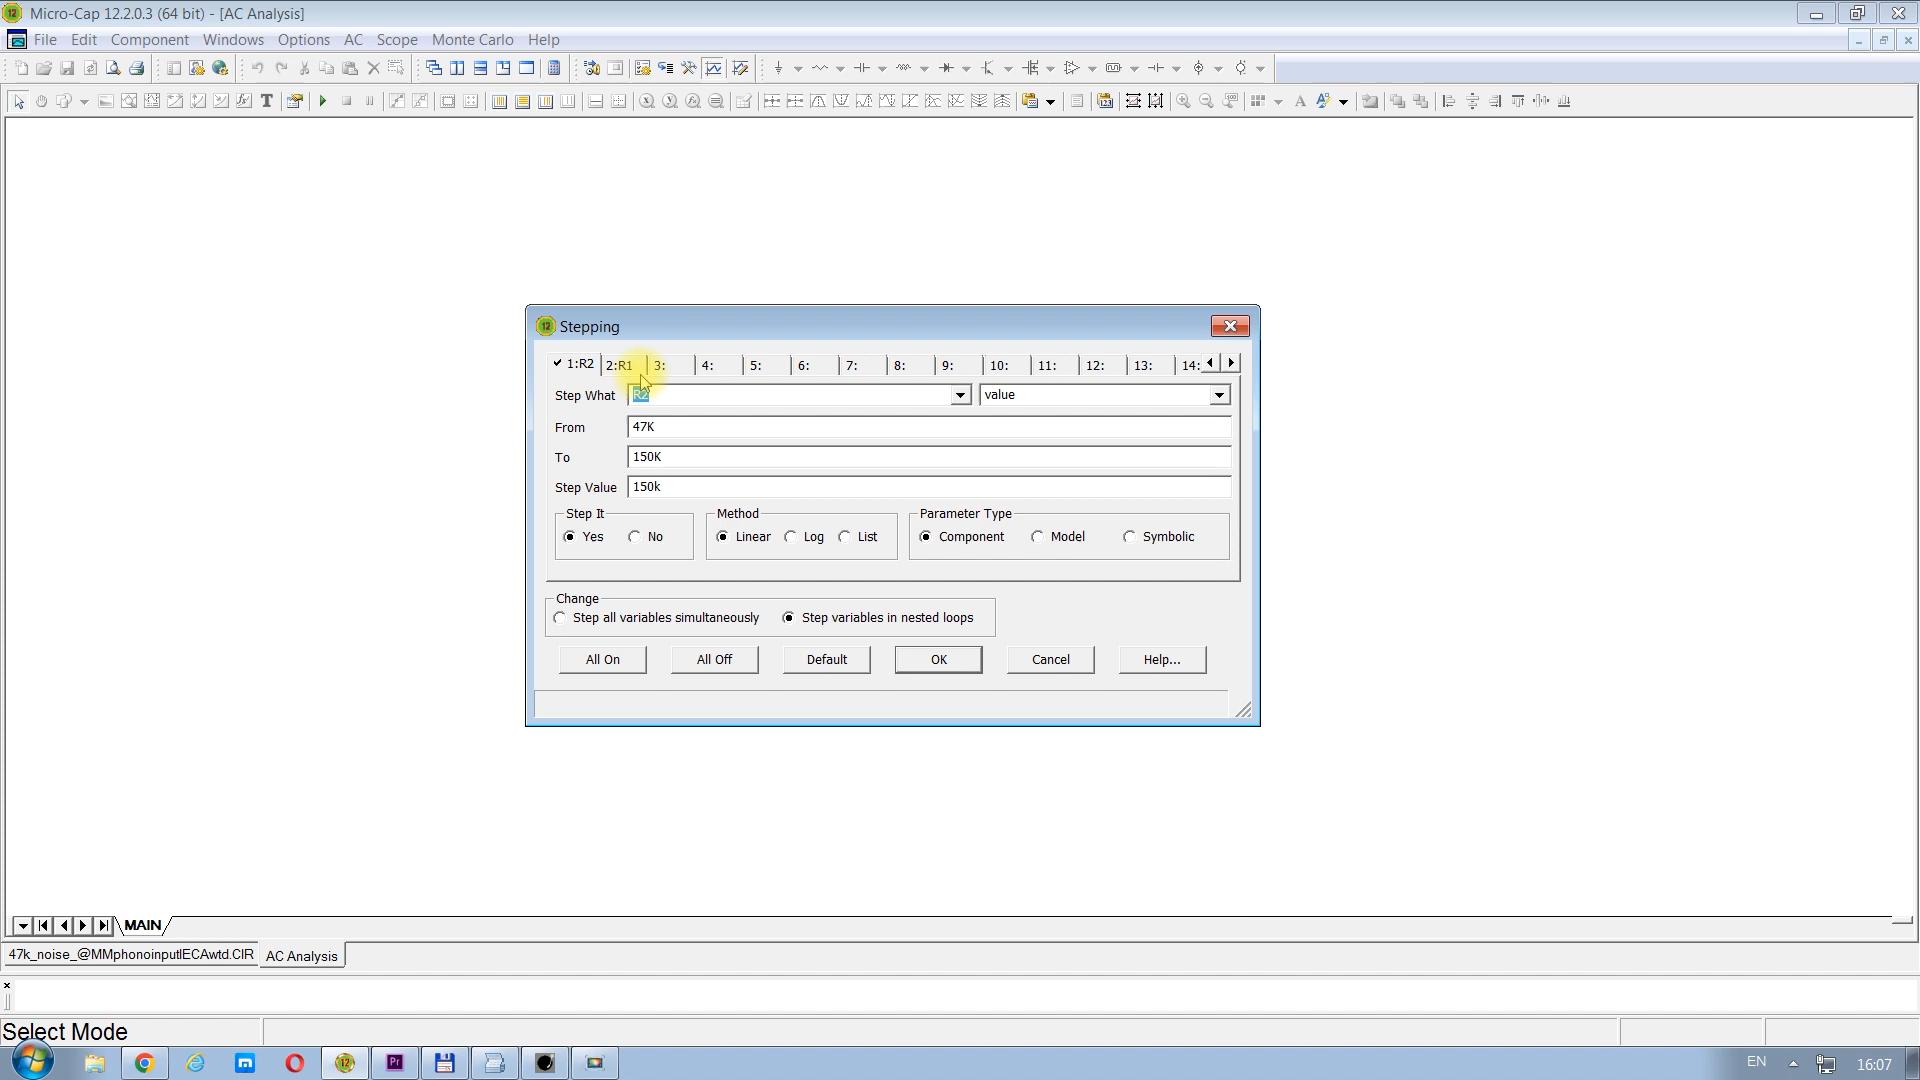 Micro-Cap 12.2.0.3 (64 bit) - [AC Analysis]
File Edit Component Windows Options AC Scope Monte Carlo Help
Stepping
1:R2 2:R1 3: 4: 5: 6: 7: 8: 9: 10: 11: 12: 13: 14:
Step What R2 value
From 47K
To 150K
Step Value 150k
Step It Method Parameter Type
Yes No Linear Log List Component Model Symbolic
Change
Step all variables simultaneously Step variables in nested loops
All On All Off Default OK Cancel Help...
MAIN
47k_noise_@MMphonoinputIECAwtd.CIR AC Analysis
Select Mode
EN 16:07